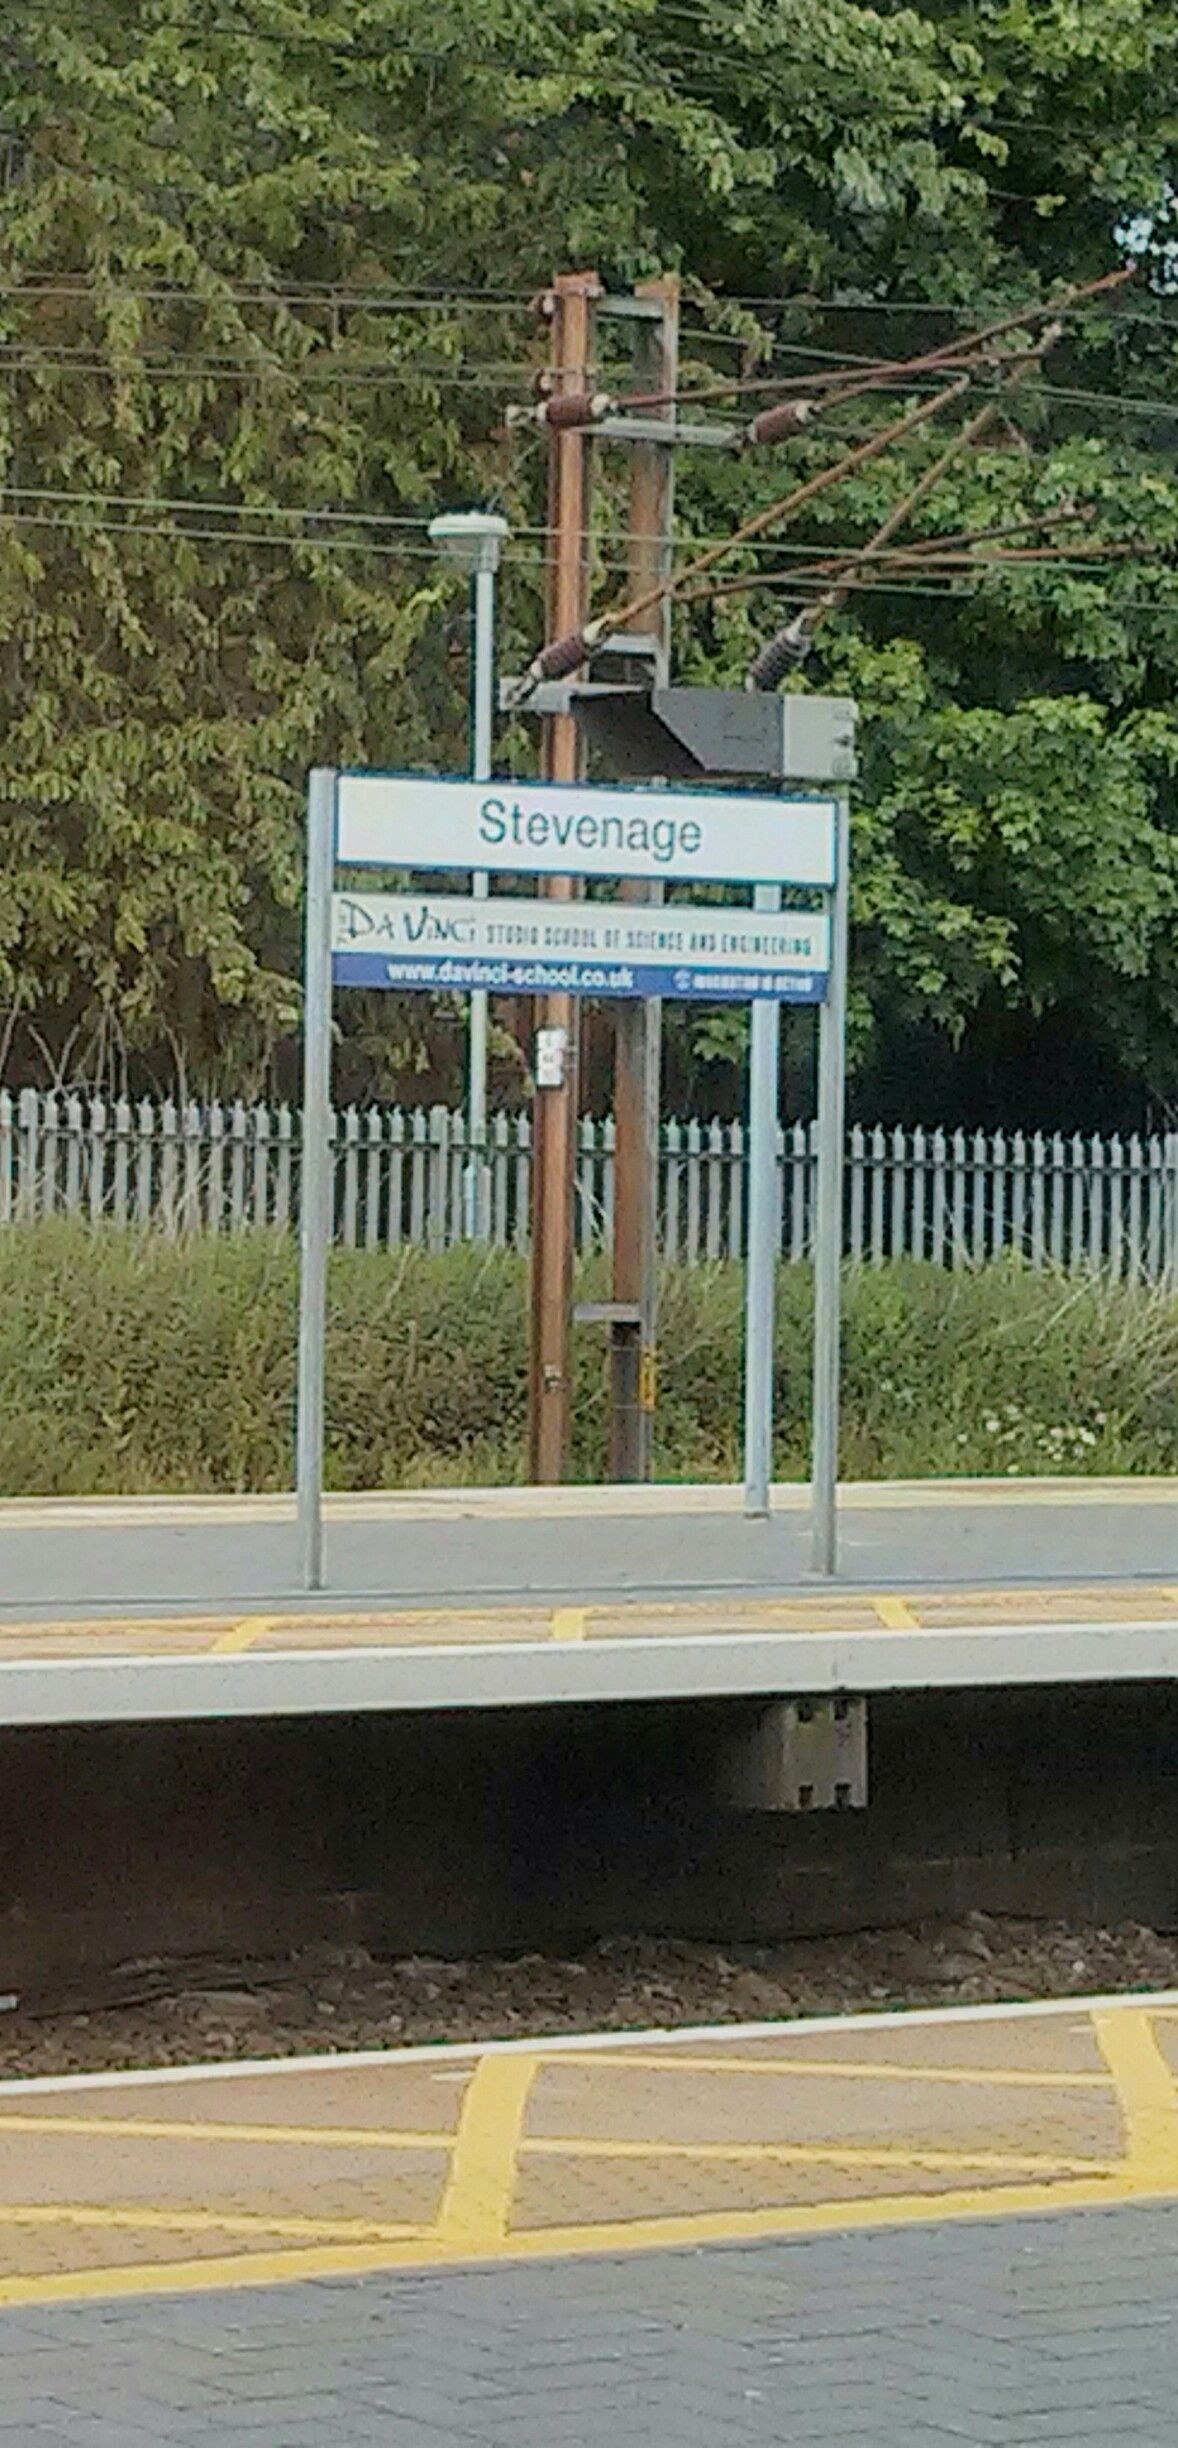 Stevenage
DA VINCI STUDIO SCHOOL OF SCIENCE AND ENGINEERING
www.davinci-school.co.uk